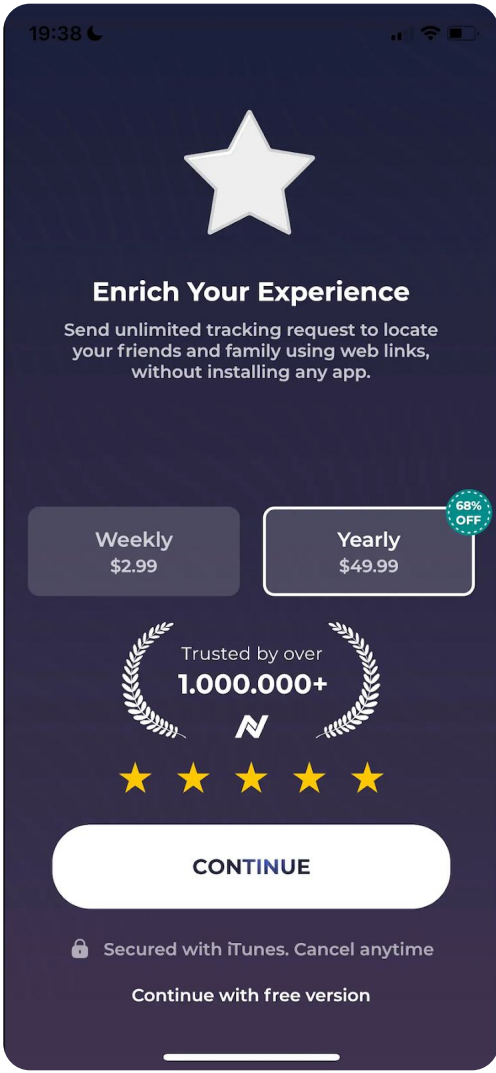 19:38
Enrich Your Experience
Send unlimited tracking request to locate
your friends and family using web links,
without installing any app.
68%
OFF
Weekly
$2.99
Yearly
$49.99
Trusted by over
1.000.000+
CONTINUE
Secured with iTunes. Cancel anytime
Continue with free version